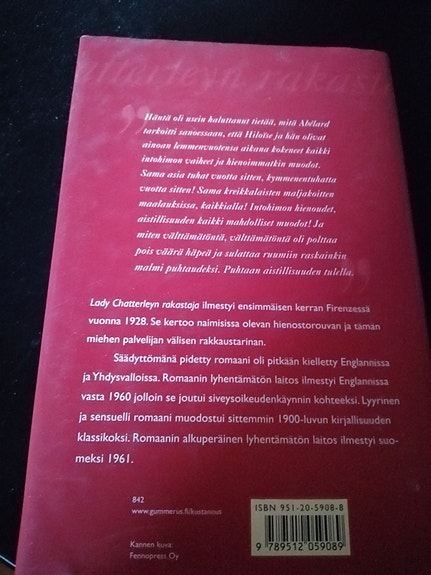 atterleyn rakasta
"
Häntä oli usein haluttanut tietää, mitä Abélard
tarkoitti sanoessaan, että Hiloïse ja hän olivat
ainoan lemmenvuotensa aikana kokeneet kaikki
intohimon vaiheet ja hienoimmatkin muodot.
Sama asia tuhat vuotta sitten, kymmenentuhatta
vuotta sitten! Sama kreikkalaisten maljakoitten
maalauksissa, kaikkialla! Intohimon hienoudet,
aistillisuuden kaikki mahdolliset muodot! Ja
miten välttämätöntä, välttämätöntä oli polttaa
pois väärä häpeä ja sulattaa ruumiin raskainkin
malmi puhtaudeksi. Puhtaan aistillisuuden tulella.
"
Lady Chatterleyn rakastaja ilmestyi ensimmäisen kerran Firenzessä
vuonna 1928. Se kertoo naimisissa olevan hienostorouvan ja tämän
miehen palvelijan välisen rakkaustarinan.
Säädyttömänä pidetty romaani oli pitkään kielletty Englannissa
ja Yhdysvalloissa. Romaanin lyhentämätön laitos ilmestyi Englannissa
vasta 1960 jolloin se joutui siveysoikeudenkäynnin kohteeksi. Lyyrinen
ja sensuelli romaani muodostui sittemmin 1900-luvun kirjallisuuden
klassikoksi. Romaanin alkuperäinen lyhentämätön laitos ilmestyi suo-
meksi 1961.
842
www.gummerus.fi/kustannus
Kannen kuva:
Fennopress Oy
ISBN 951-20-5908-8
9 789512 059089